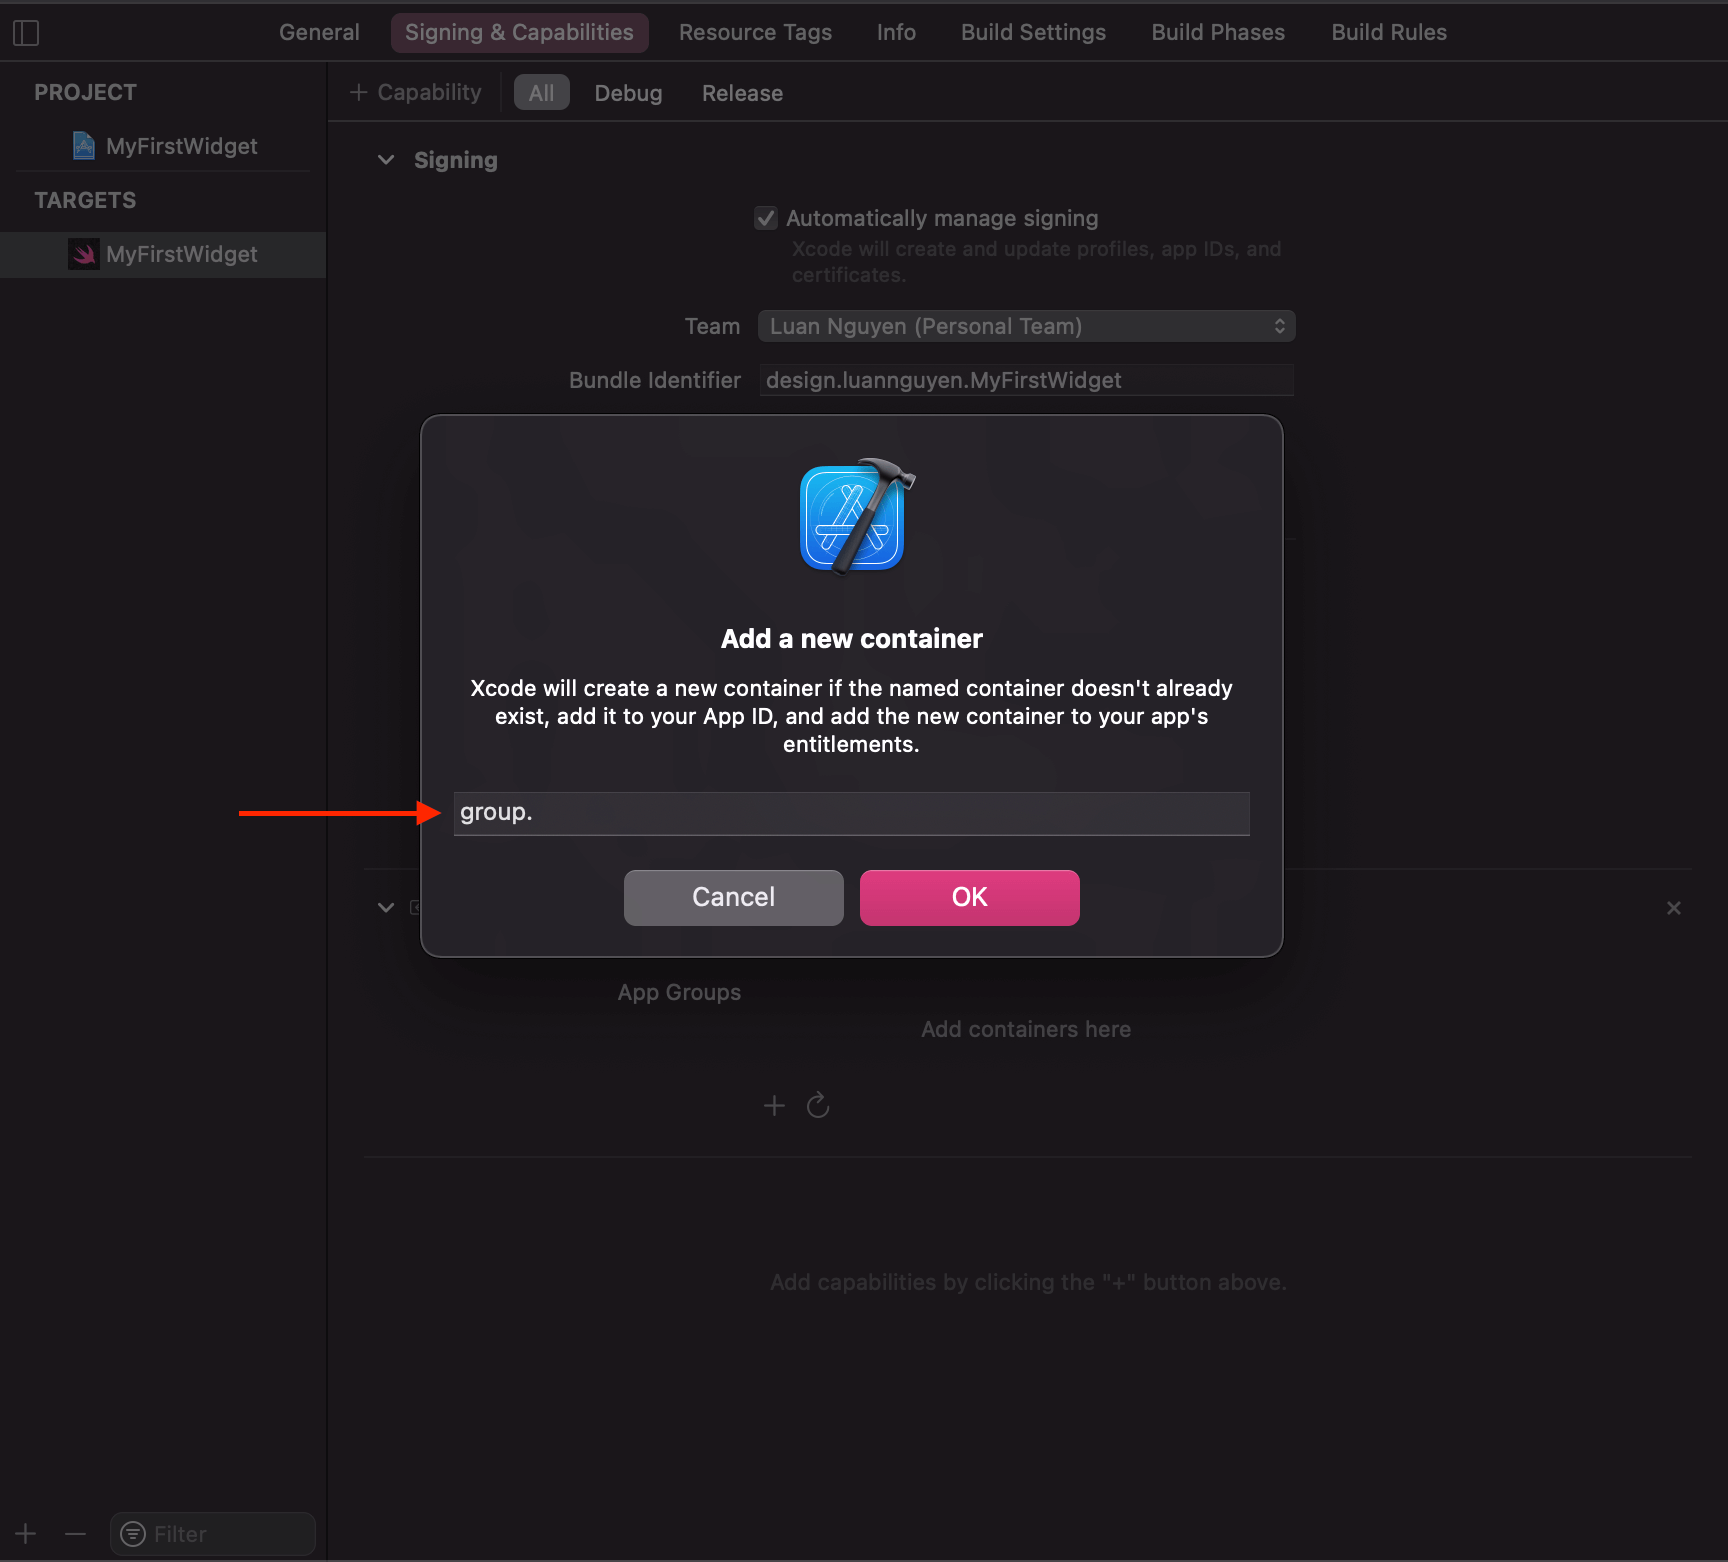 General Signing & Capabilities Resource Tags Info Build Settings Build Phases Build Rules
PROJECT
MyFirstWidget
TARGETS
MyFirstWidget
+ Capability All Debug Release
Signing
Automatically manage signing
Xcode will create and update profiles, app IDs, and
certificates.
Team Luan Nguyen (Personal Team)
Bundle Identifier design.luannguyen.MyFirstWidget
Add a new container
Xcode will create a new container if the named container doesn't already
exist, add it to your App ID, and add the new container to your app's
entitlements.
group.
Cancel OK
App Groups
Add containers here
Add capabilities by clicking the "+" button above.
Filter